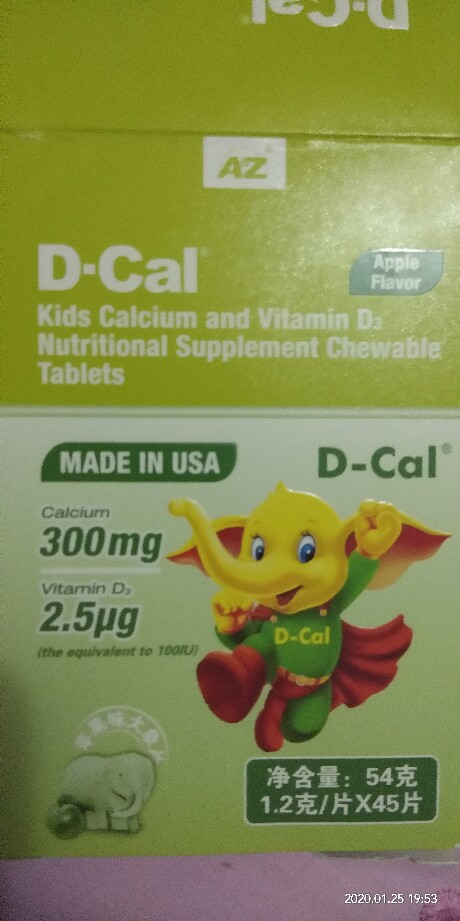 D-Cal
AZ
D-Cal
Apple
Flavor
Kids Calcium and Vitamin D₃
Nutritional Supplement Chewable
Tablets
MADE IN USA
D-Cal®
Calcium
300mg
Vitamin D₃
2.5μg
(the equivalent to 100IU)
D-Cal
净含量：54克
1.2克/片X45片
2020.01.25 19:53